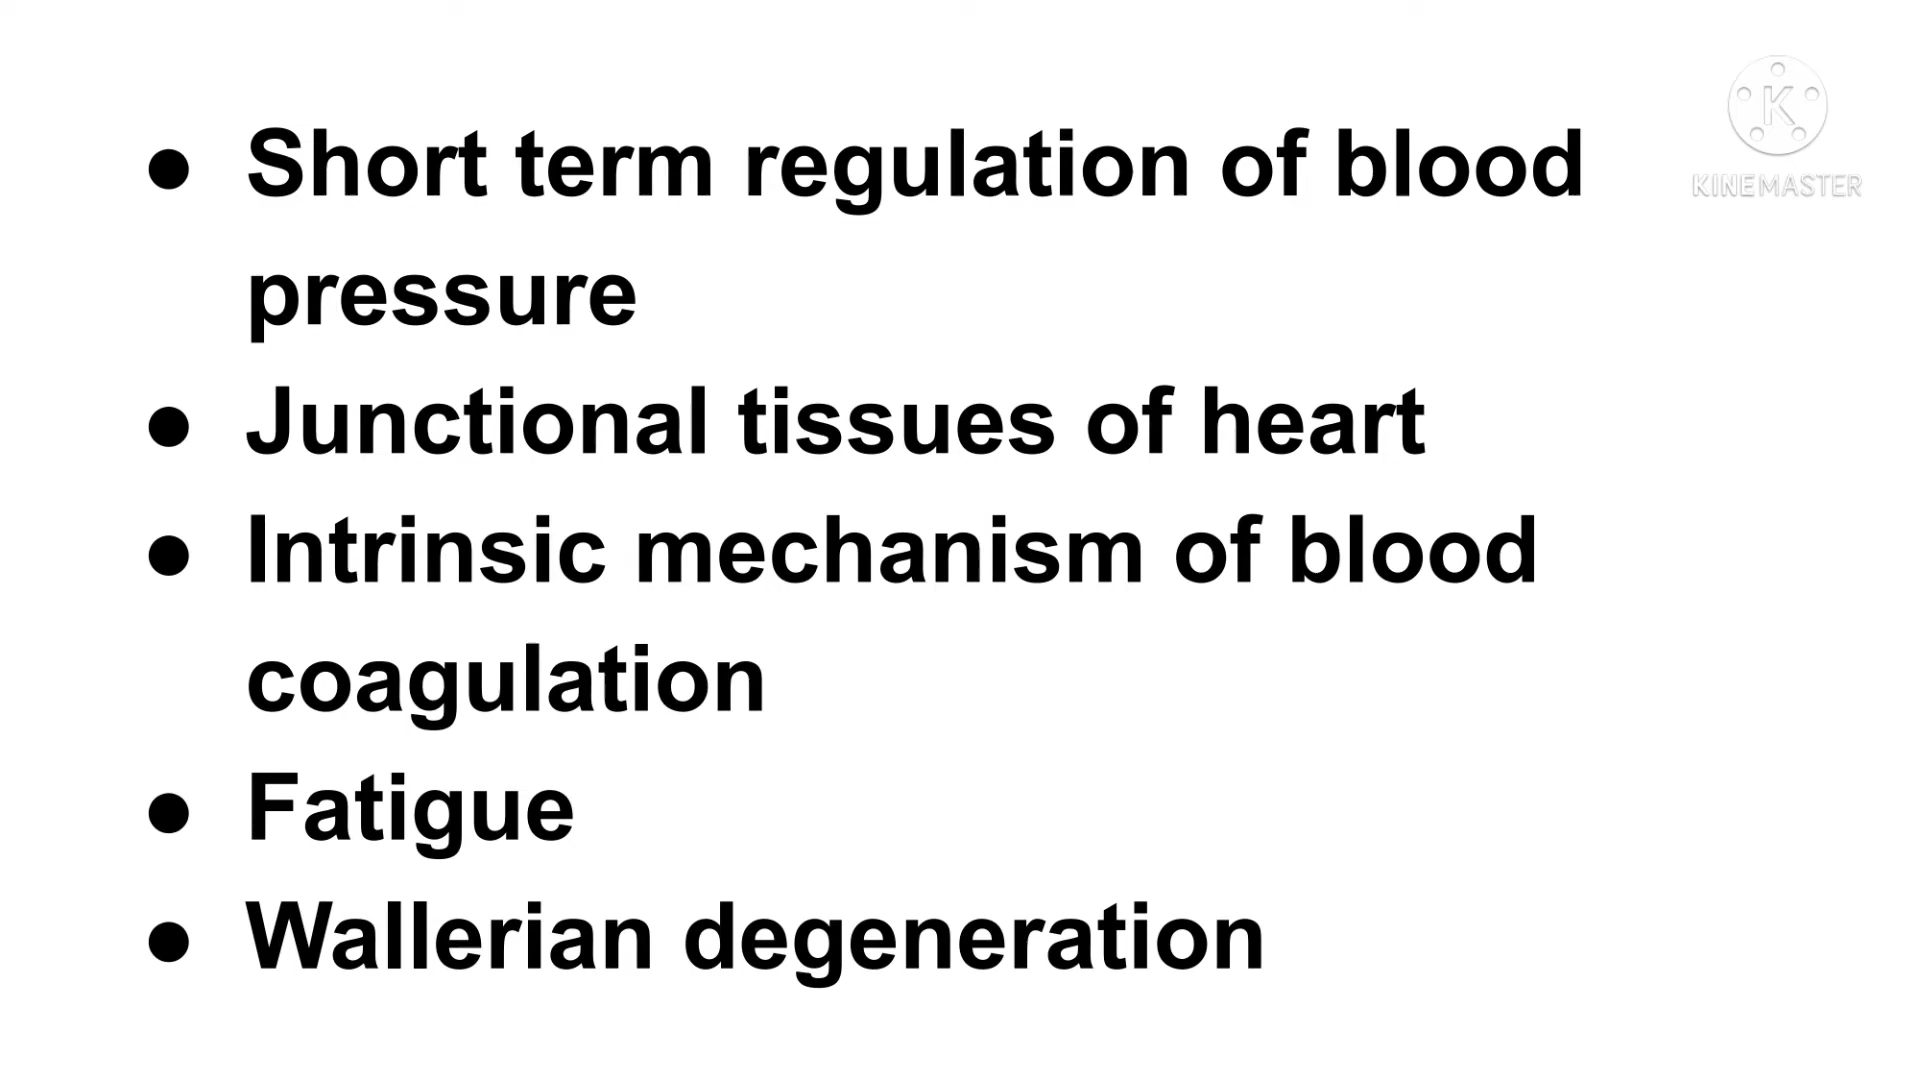 ● Short term regulation of blood
pressure
● Junctional tissues of heart
● Intrinsic mechanism of blood
coagulation
● Fatigue
● Wallerian degeneration
K
KINEMASTER